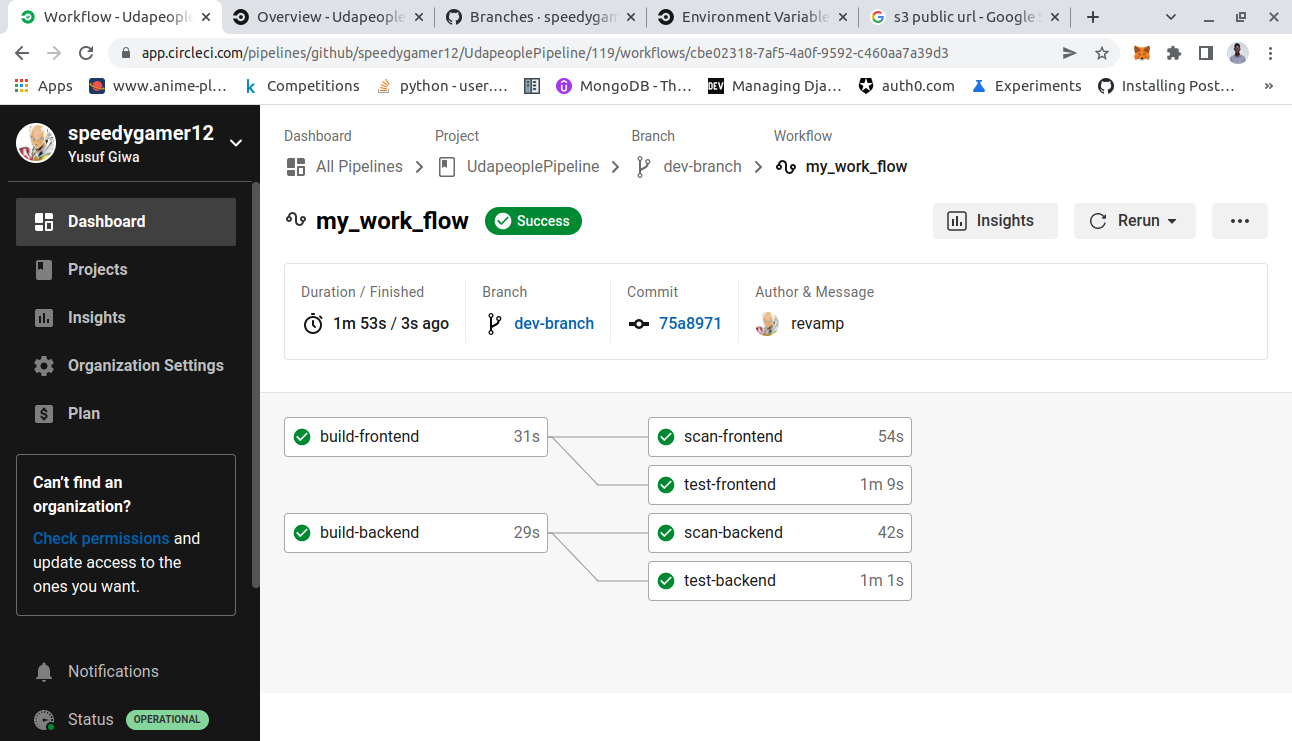 Workflow - Udapeople
Overview - Udapeople
Branches · speedygam
Environment Variable
s3 public url - Google S
app.circleci.com/pipelines/github/speedygamer12/UdapeoplePipeline/119/workflows/cbe02318-7af5-4a0f-9592-c460aa7a39d3
Apps
www.anime-pl...
Competitions
python - user....
MongoDB - Th...
DEV Managing Dja...
auth0.com
Experiments
Installing Post...
»
speedygamer12
Yusuf Giwa
Dashboard
Projects
Insights
Organization Settings
Plan
Can't find an
organization?
Check permissions and
update access to the
ones you want.
Notifications
Status OPERATIONAL
Dashboard Project Branch Workflow
All Pipelines UdapeoplePipeline dev-branch my_work_flow
my_work_flow Success
Insights Rerun
Duration / Finished Branch Commit Author & Message
1m 53s / 3s ago dev-branch 75a8971 revamp
build-frontend 31s scan-frontend 54s
test-frontend 1m 9s
build-backend 29s scan-backend 42s
test-backend 1m 1s